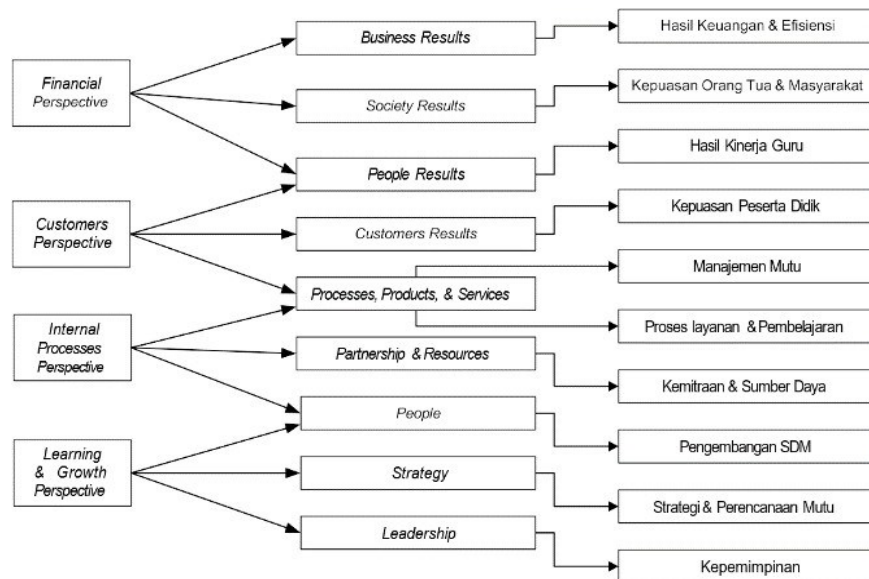 Financial
Perspective
Customers
Perspective
Internal
Processes
Perspective
Learning
& Growth
Perspective
Business Results
Society Results
People Results
Customers Results
Processes, Products, & Services
Partnership & Resources
People
Strategy
Leadership
Hasil Keuangan & Efisiensi
Kepuasan Orang Tua & Masyarakat
Hasil Kinerja Guru
Kepuasan Peserta Didik
Manajemen Mutu
Proses layanan & Pembelajaran
Kemitraan & Sumber Daya
Pengembangan SDM
Strategi & Perencanaan Mutu
Kepemimpinan